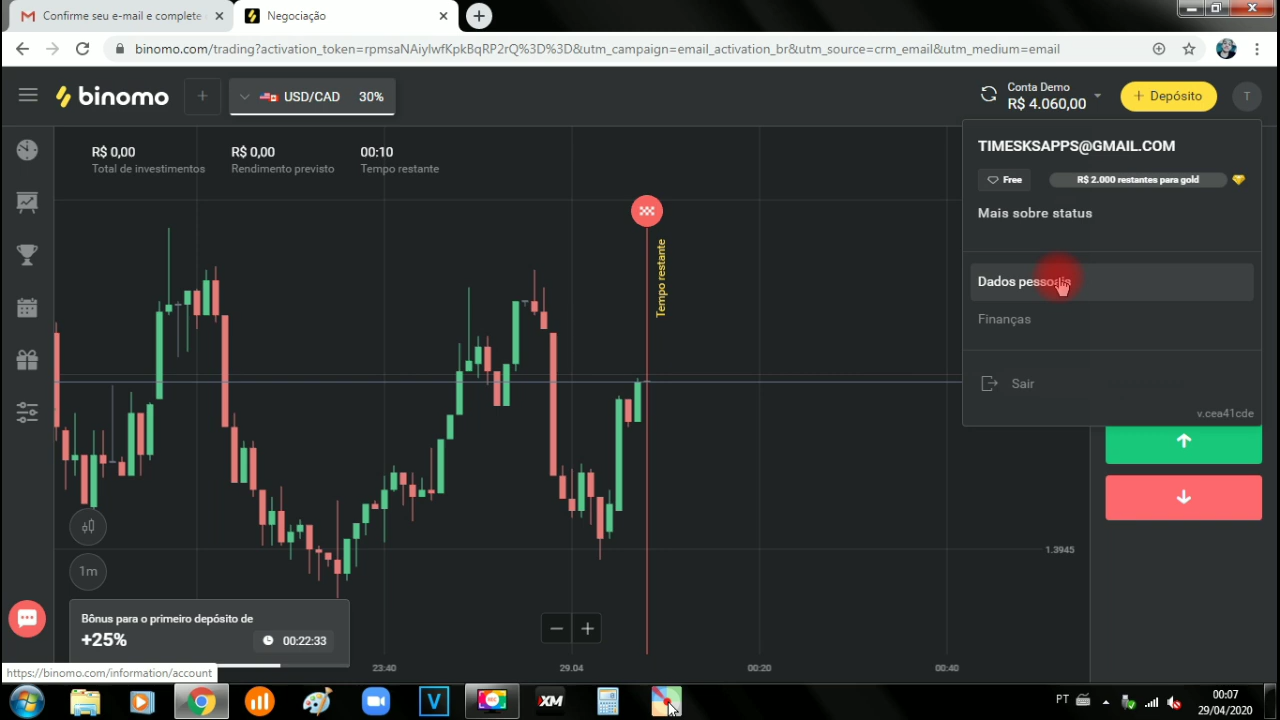 Confirme seu e-mail e complete
Negociação
binomo.com/trading?activation_token=rpmsaNAiylwfKpkBqRP2rQ%3D%3D&utm_campaign=email_activation_br&utm_source=crm_email&utm_medium=email
binomo
USD/CAD 30%
Conta Demo
R$ 4.060,00
+ Depósito
T
R$ 0,00
Total de investimentos
R$ 0,00
Rendimento previsto
00:10
Tempo restante
Tempo restante
TIMESKSAPPS@GMAIL.COM
Free
R$ 2.000 restantes para gold
Mais sobre status
Dados pessoais
Finanças
Sair
v.cea41cde
1.3945
1m
Bônus para o primeiro depósito de
+25%
00:22:33
23:40
29.04
00:20
00:40
https://binomo.com/information/account
V
XM
PT
00:07
29/04/2020